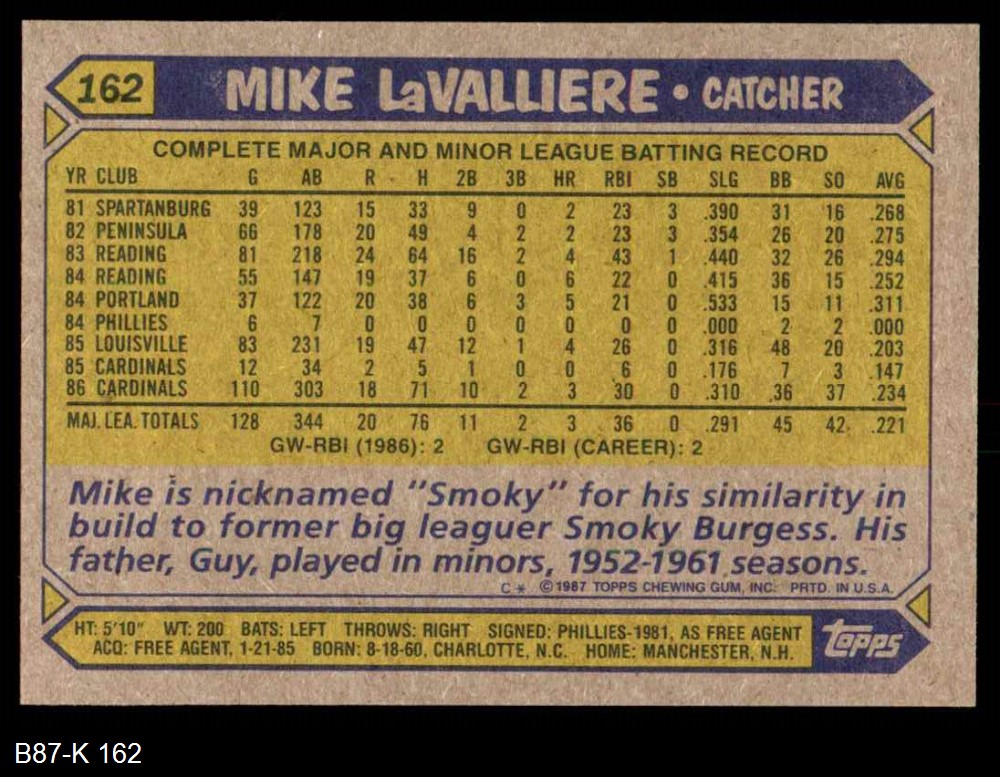 162 MIKE LaVALLIERE • CATCHER
COMPLETE MAJOR AND MINOR LEAGUE BATTING RECORD
YR CLUB G AB R H 2B 3B HR RBI SB SLG BB SO AVG
81 SPARTANBURG 39 123 15 33 9 0 2 23 3 .390 31 16 .268
82 PENINSULA 66 178 20 49 4 2 2 23 3 .354 26 20 .275
83 READING 81 218 24 64 16 2 4 43 1 .440 32 26 .294
84 READING 55 147 19 37 6 0 6 22 0 .415 36 15 .252
84 PORTLAND 37 122 20 38 6 3 5 21 0 .533 15 11 .311
84 PHILLIES 6 7 0 0 0 0 0 0 0 .000 2 2 .000
85 LOUISVILLE 83 231 19 47 12 1 4 26 0 .316 48 20 .203
85 CARDINALS 12 34 2 5 1 0 0 6 0 .176 7 3 .147
86 CARDINALS 110 303 18 71 10 2 3 30 0 .310 36 37 .234
MAJ. LEA. TOTALS 128 344 20 76 11 2 3 36 0 .291 45 42 .221
GW-RBI (1986): 2 GW-RBI (CAREER): 2
Mike is nicknamed "Smoky" for his similarity in
build to former big leaguer Smoky Burgess. His
father, Guy, played in minors, 1952-1961 seasons.
C* ©1987 TOPPS CHEWING GUM, INC. PRTD. IN U.S.A.
HT: 5'10" WT: 200 BATS: LEFT THROWS: RIGHT SIGNED: PHILLIES-1981, AS FREE AGENT
ACQ: FREE AGENT, 1-21-85 BORN: 8-18-60, CHARLOTTE, N.C. HOME: MANCHESTER, N.H.
topps
B87-K 162